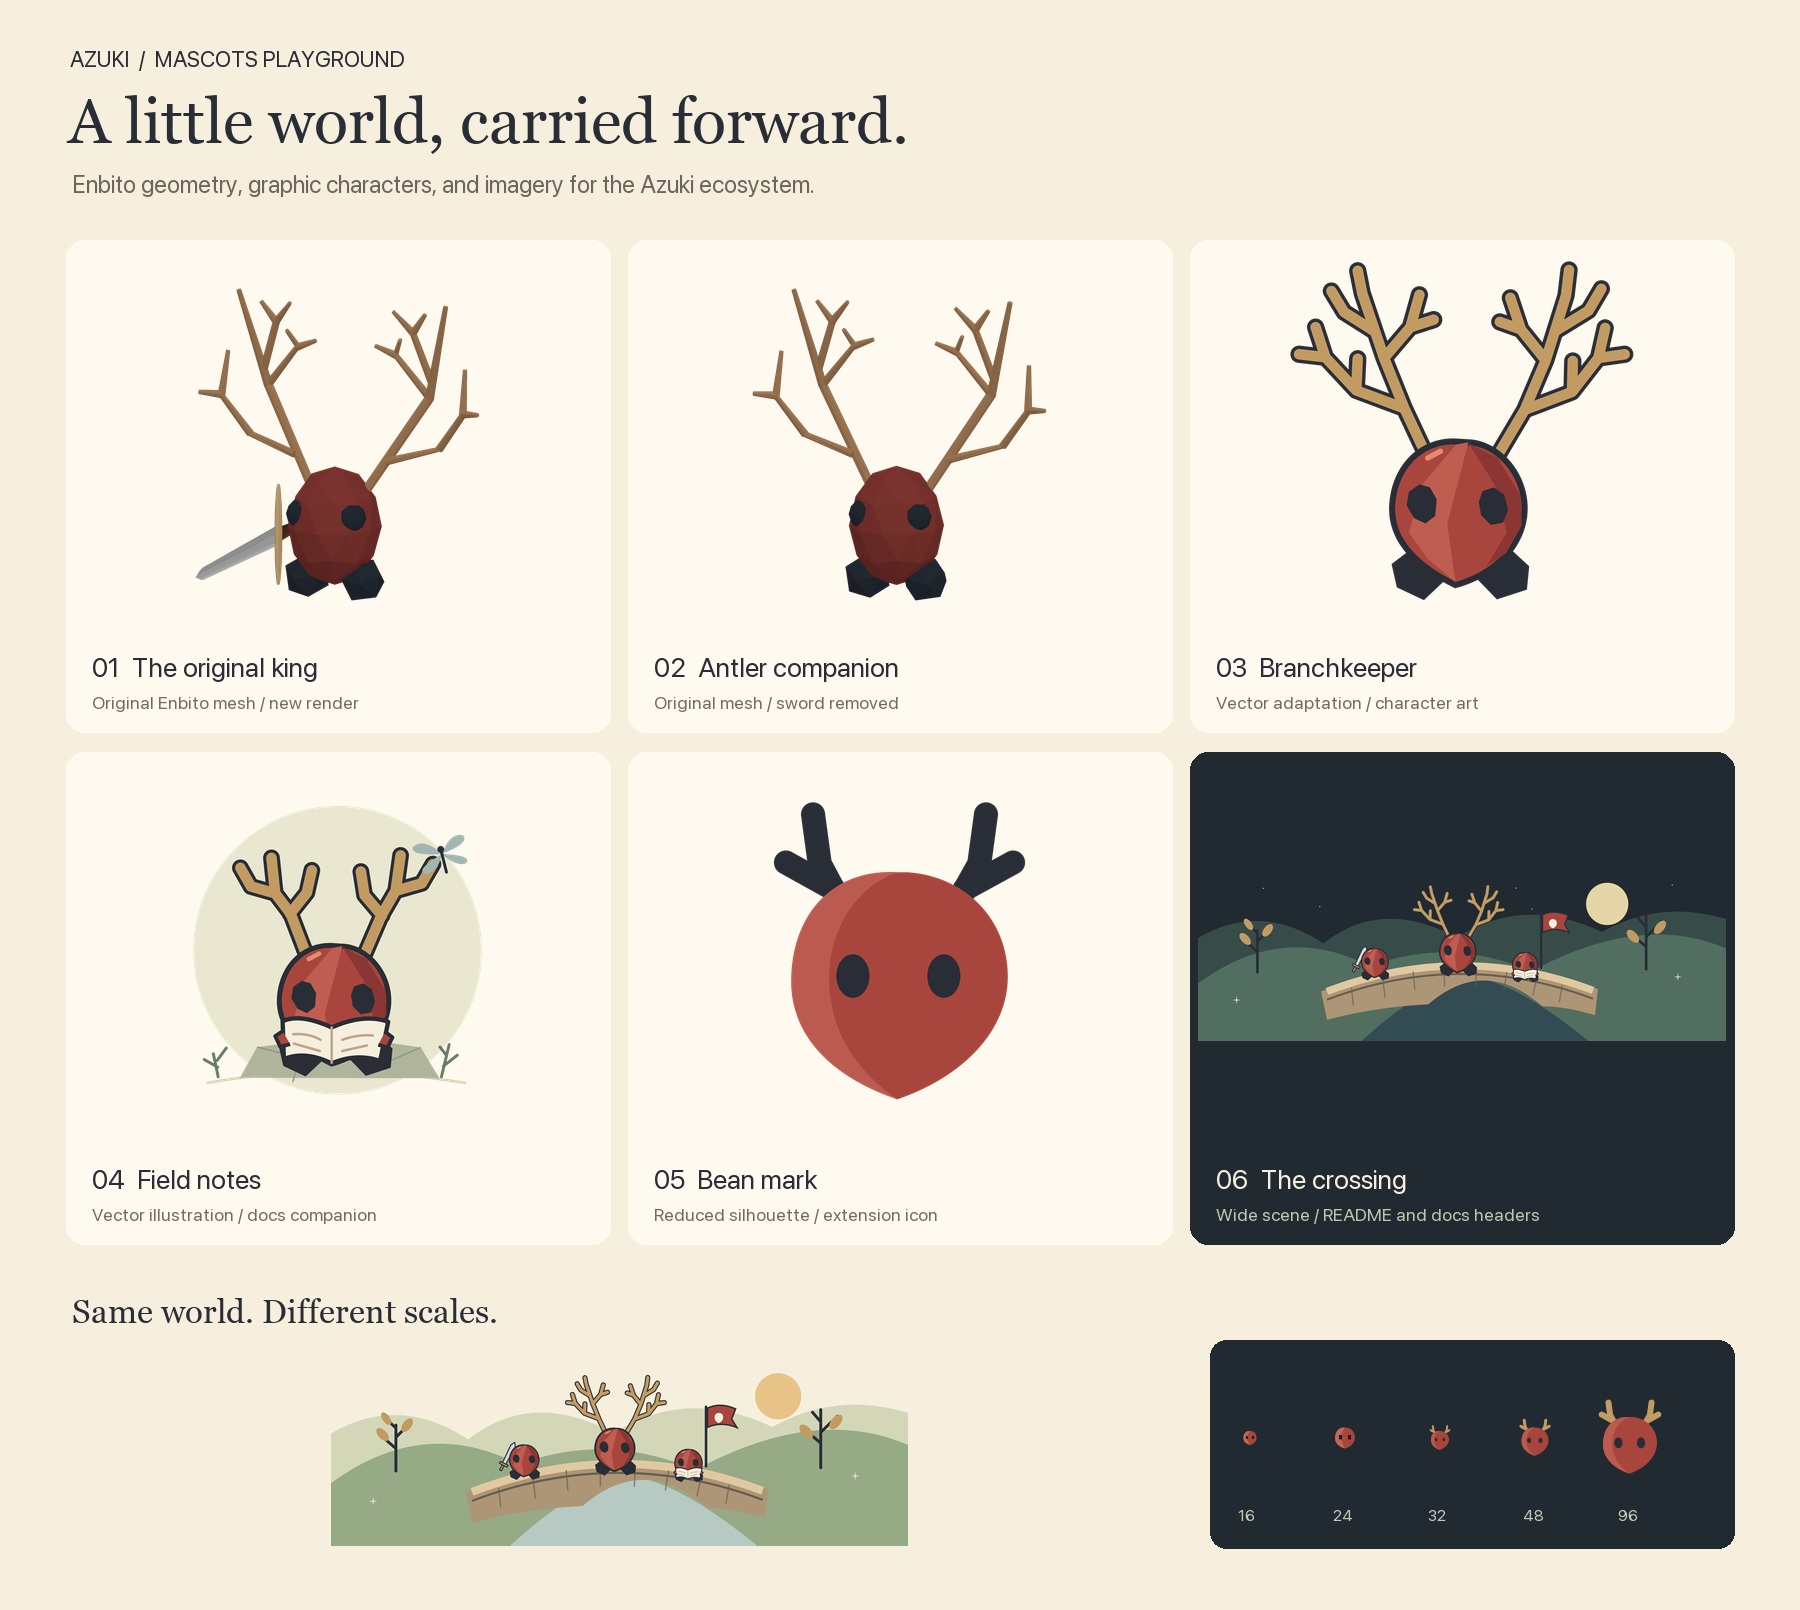 AZUKI / MASCOTS PLAYGROUND
A little world, carried forward.
Enbito geometry, graphic characters, and imagery for the Azuki ecosystem.
01 The original king
Original Enbito mesh / new render
02 Antler companion
Original mesh / sword removed
03 Branchkeeper
Vector adaptation / character art
04 Field notes
Vector illustration / docs companion
05 Bean mark
Reduced silhouette / extension icon
06 The crossing
Wide scene / README and docs headers
Same world. Different scales.
16 24 32 48 96